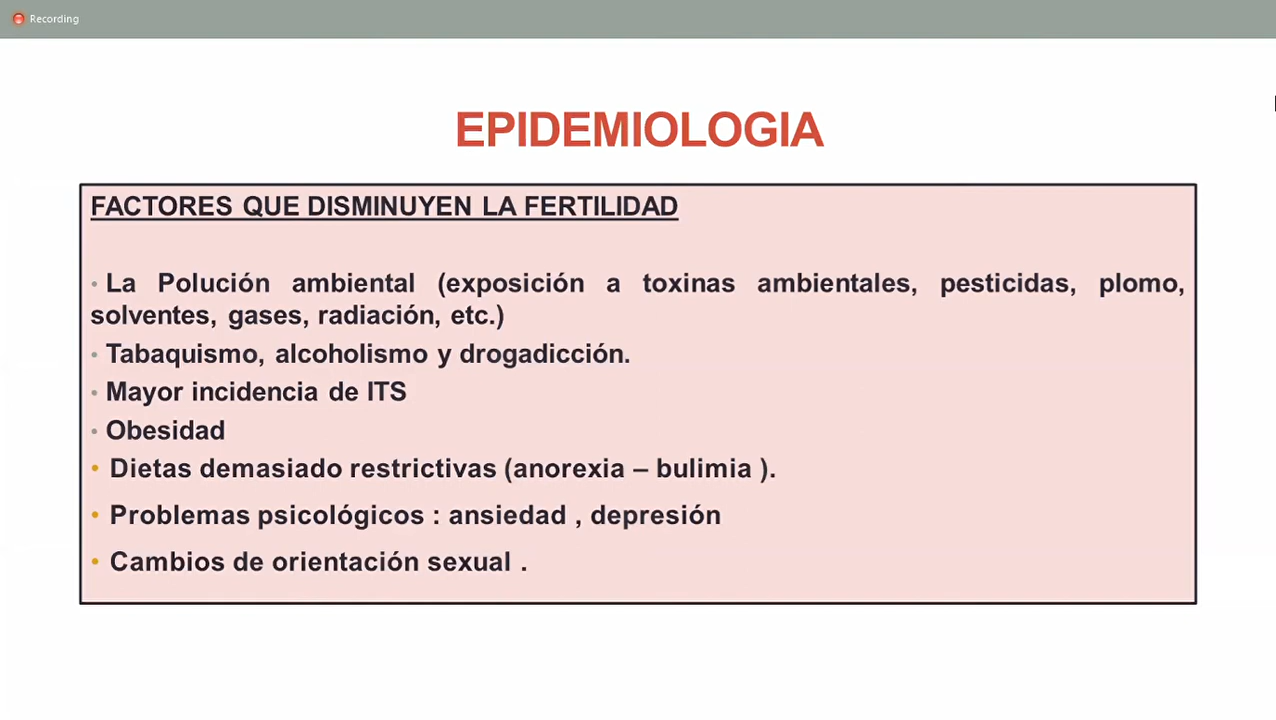 Recording
EPIDEMIOLOGIA
FACTORES QUE DISMINUYEN LA FERTILIDAD
• La Polución ambiental (exposición a toxinas ambientales, pesticidas, plomo,
solventes, gases, radiación, etc.)
• Tabaquismo, alcoholismo y drogadicción.
• Mayor incidencia de ITS
• Obesidad
• Dietas demasiado restrictivas (anorexia – bulimia ).
• Problemas psicológicos : ansiedad , depresión
• Cambios de orientación sexual .